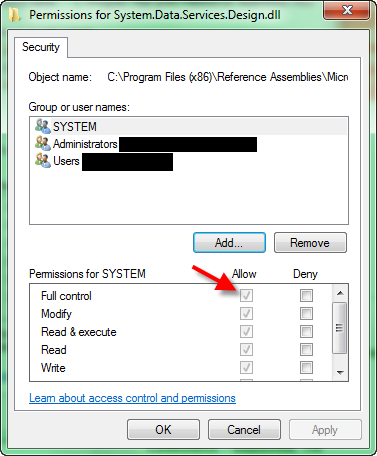 Permissions for System.Data.Services.Design.dll
Security
Object name: C:\Program Files (x86)\Reference Assemblies\Micro
Group or user names:
SYSTEM
Administrators
Users
Add... Remove
Permissions for SYSTEM Allow Deny
Full control
Modify
Read & execute
Read
Write
Learn about access control and permissions
OK Cancel Apply